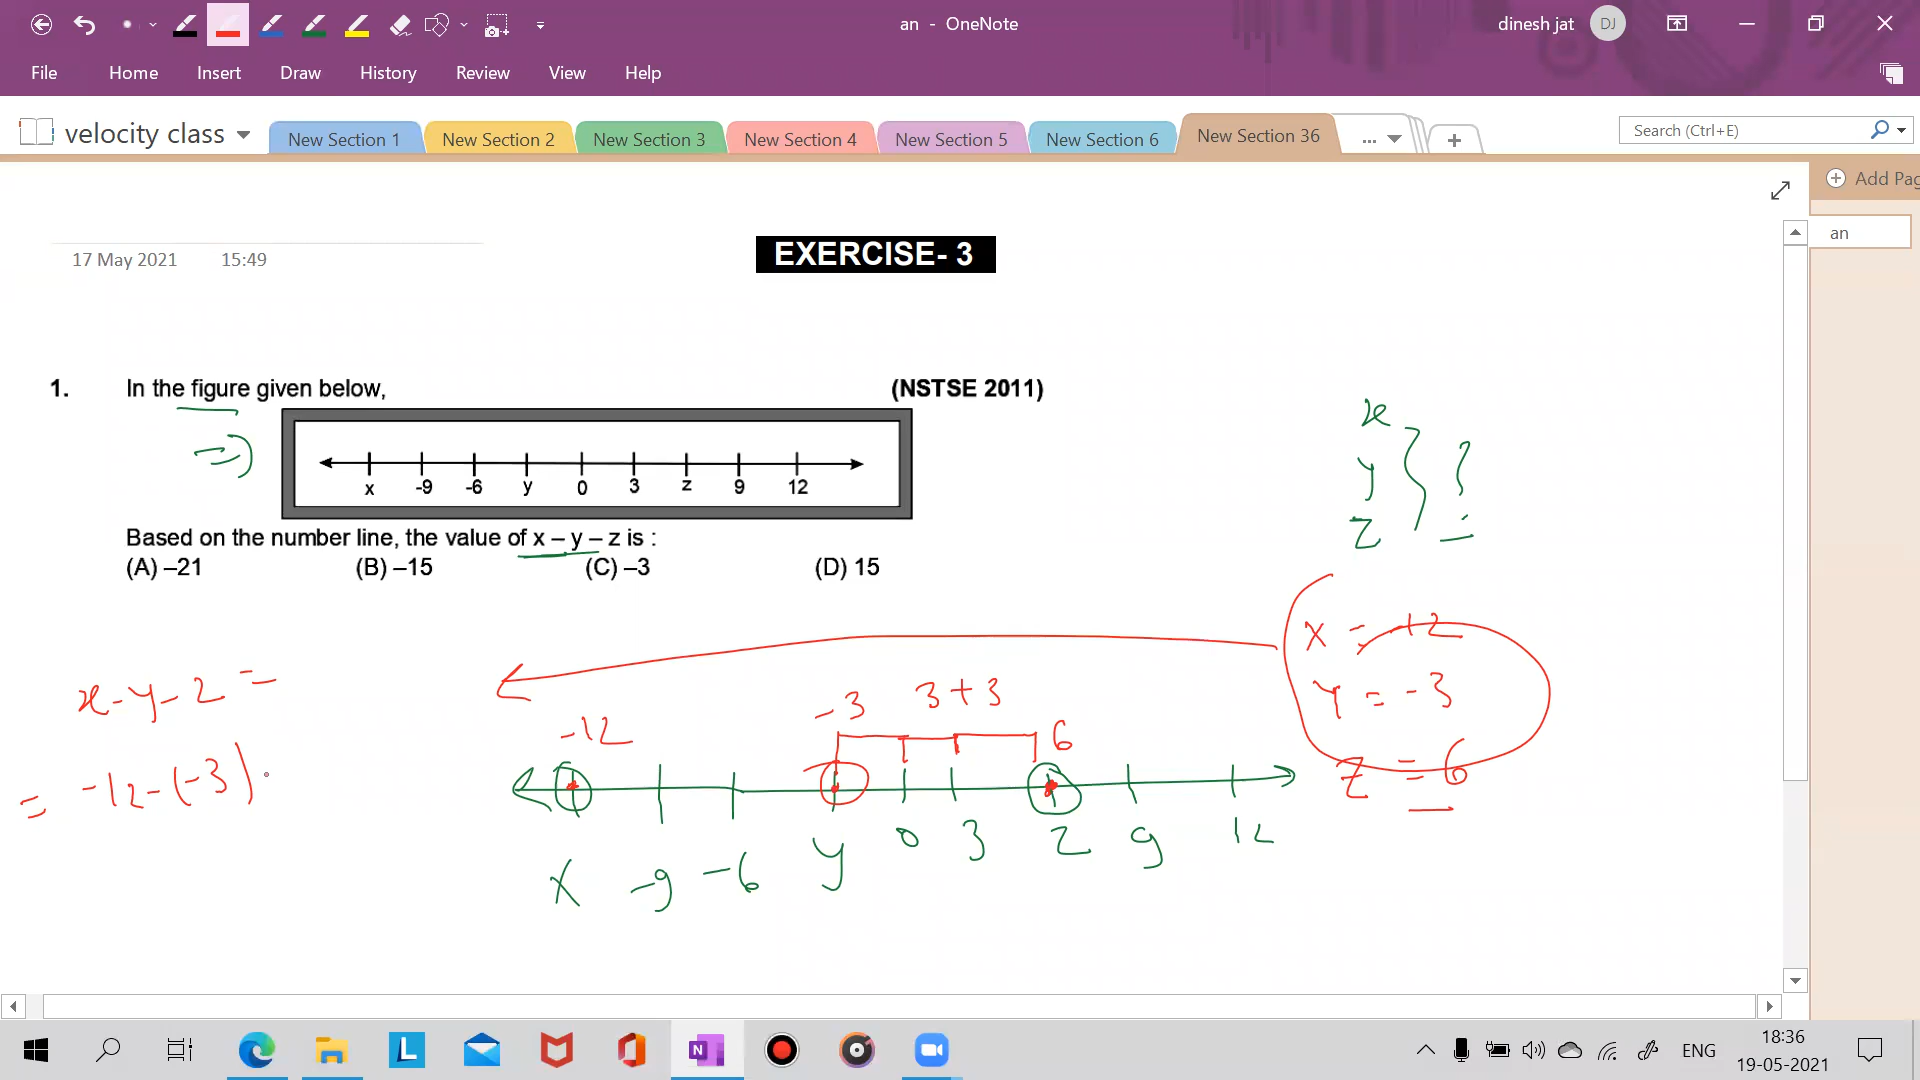 an - OneNote
dinesh jat DJ
File Home Insert Draw History Review View Help
velocity class New Section 1 New Section 2 New Section 3 New Section 4 New Section 5 New Section 6 New Section 36 ... Search (Ctrl+E)
Add Pag
an
17 May 2021 15:49
EXERCISE- 3
1. In the figure given below, (NSTSE 2011)
x -9 -6 y 0 3 z 9 12
Based on the number line, the value of x – y – z is :
(A) –21 (B) –15 (C) –3 (D) 15
x
y
z
?
x = -12
y = -3
z = 6
x - y - z =
= -12 - (-3)
-12 -3 3 + 3 6
x -9 -6 y 0 3 z 9 12
L N
ENG 18:36
19-05-2021